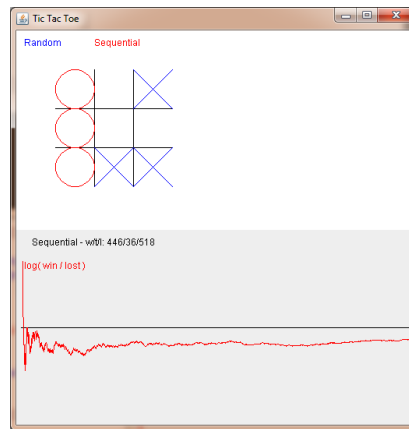 Tic Tac Toe
Random Sequential
Sequential - w/t/l: 446/36/518
log( win / lost )